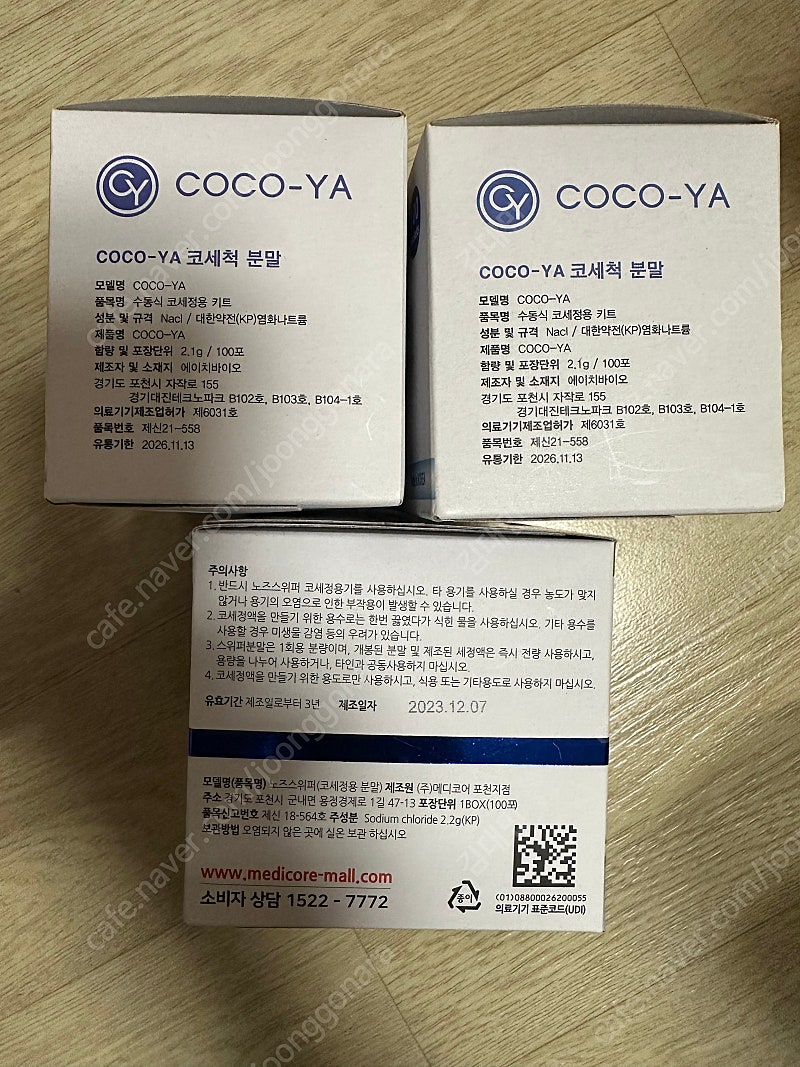 CY COCO-YA
COCO-YA 코세척 분말
모델명 COCO-YA
품목명 수동식 코세정용 키트
성분 및 규격 Nacl / 대한약전(KP)염화나트륨
제품명 COCO-YA
함량 및 포장단위 2.1g / 100포
제조자 및 소재지 에이치바이오
경기도 포천시 자작로 155
경기대진테크노파크 B102호, B103호, B104-1호
의료기기제조업허가 제6031호
품목번호 제신21-558
유통기한 2026.11.13
CY COCO-YA
COCO-YA 코세척 분말
모델명 COCO-YA
품목명 수동식 코세정용 키트
성분 및 규격 Nacl / 대한약전(KP)염화나트륨
제품명 COCO-YA
함량 및 포장단위 2.1g / 100포
제조자 및 소재지 에이치바이오
경기도 포천시 자작로 155
경기대진테크노파크 B102호, B103호, B104-1호
의료기기제조업허가 제6031호
품목번호 제신21-558
유통기한 2026.11.13
주의사항
1. 반드시 노즈스위퍼 코세정용기를 사용하십시오. 타 용기를 사용하실 경우 농도가 맞지
않거나 용기의 오염으로 인한 부작용이 발생할 수 있습니다.
2. 코세정액을 만들기 위한 용수로는 한번 끓였다가 식힌 물을 사용하십시오. 기타 용수를
사용할 경우 미생물 감염 등의 우려가 있습니다.
3. 스위퍼분말은 1회용 분량이며, 개봉된 분말 및 제조된 세정액은 즉시 전량 사용하시고,
용량을 나누어 사용하거나, 타인과 공동사용하지 마십시오.
4. 코세정액을 만들기 위한 용도로만 사용하시고, 식용 또는 기타용도로 사용하지 마십시오.
유효기간 제조일로부터 3년 제조일자 2023.12.07
모델명(품목명) 노즈스위퍼(코세정용 분말) 제조원 (주)메디코어 포천지점
주소 경기도 포천시 군내면 용정경제로 1길 47-13 포장단위 1BOX(100포)
품목신고번호 제신 18-564호 주성분 Sodium chloride 2.2g(KP)
보관방법 오염되지 않은 곳에 실온 보관 하십시오
www.medicore-mall.com
소비자 상담 1522 - 7772
종이
(01)08800026200055
의료기기 표준코드(UDI)
cafe.naver.com/joonggonara